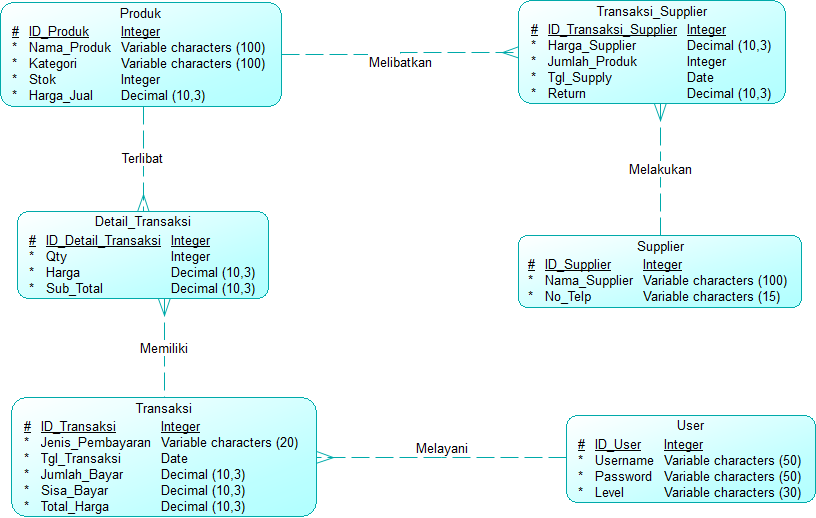 Produk
# ID_Produk Integer
* Nama_Produk Variable characters (100)
* Kategori Variable characters (100)
* Stok Integer
* Harga_Jual Decimal (10,3)
Melibatkan
Transaksi_Supplier
# ID_Transaksi_Supplier Integer
* Harga_Supplier Decimal (10,3)
* Jumlah_Produk Integer
* Tgl_Supply Date
* Return Decimal (10,3)
Terlibat
Melakukan
Detail_Transaksi
# ID_Detail_Transaksi Integer
* Qty Integer
* Harga Decimal (10,3)
* Sub_Total Decimal (10,3)
Supplier
# ID_Supplier Integer
* Nama_Supplier Variable characters (100)
* No_Telp Variable characters (15)
Memiliki
Transaksi
# ID_Transaksi Integer
* Jenis_Pembayaran Variable characters (20)
* Tgl_Transaksi Date
* Jumlah_Bayar Decimal (10,3)
* Sisa_Bayar Decimal (10,3)
* Total_Harga Decimal (10,3)
Melayani
User
# ID_User Integer
* Username Variable characters (50)
* Password Variable characters (50)
* Level Variable characters (30)